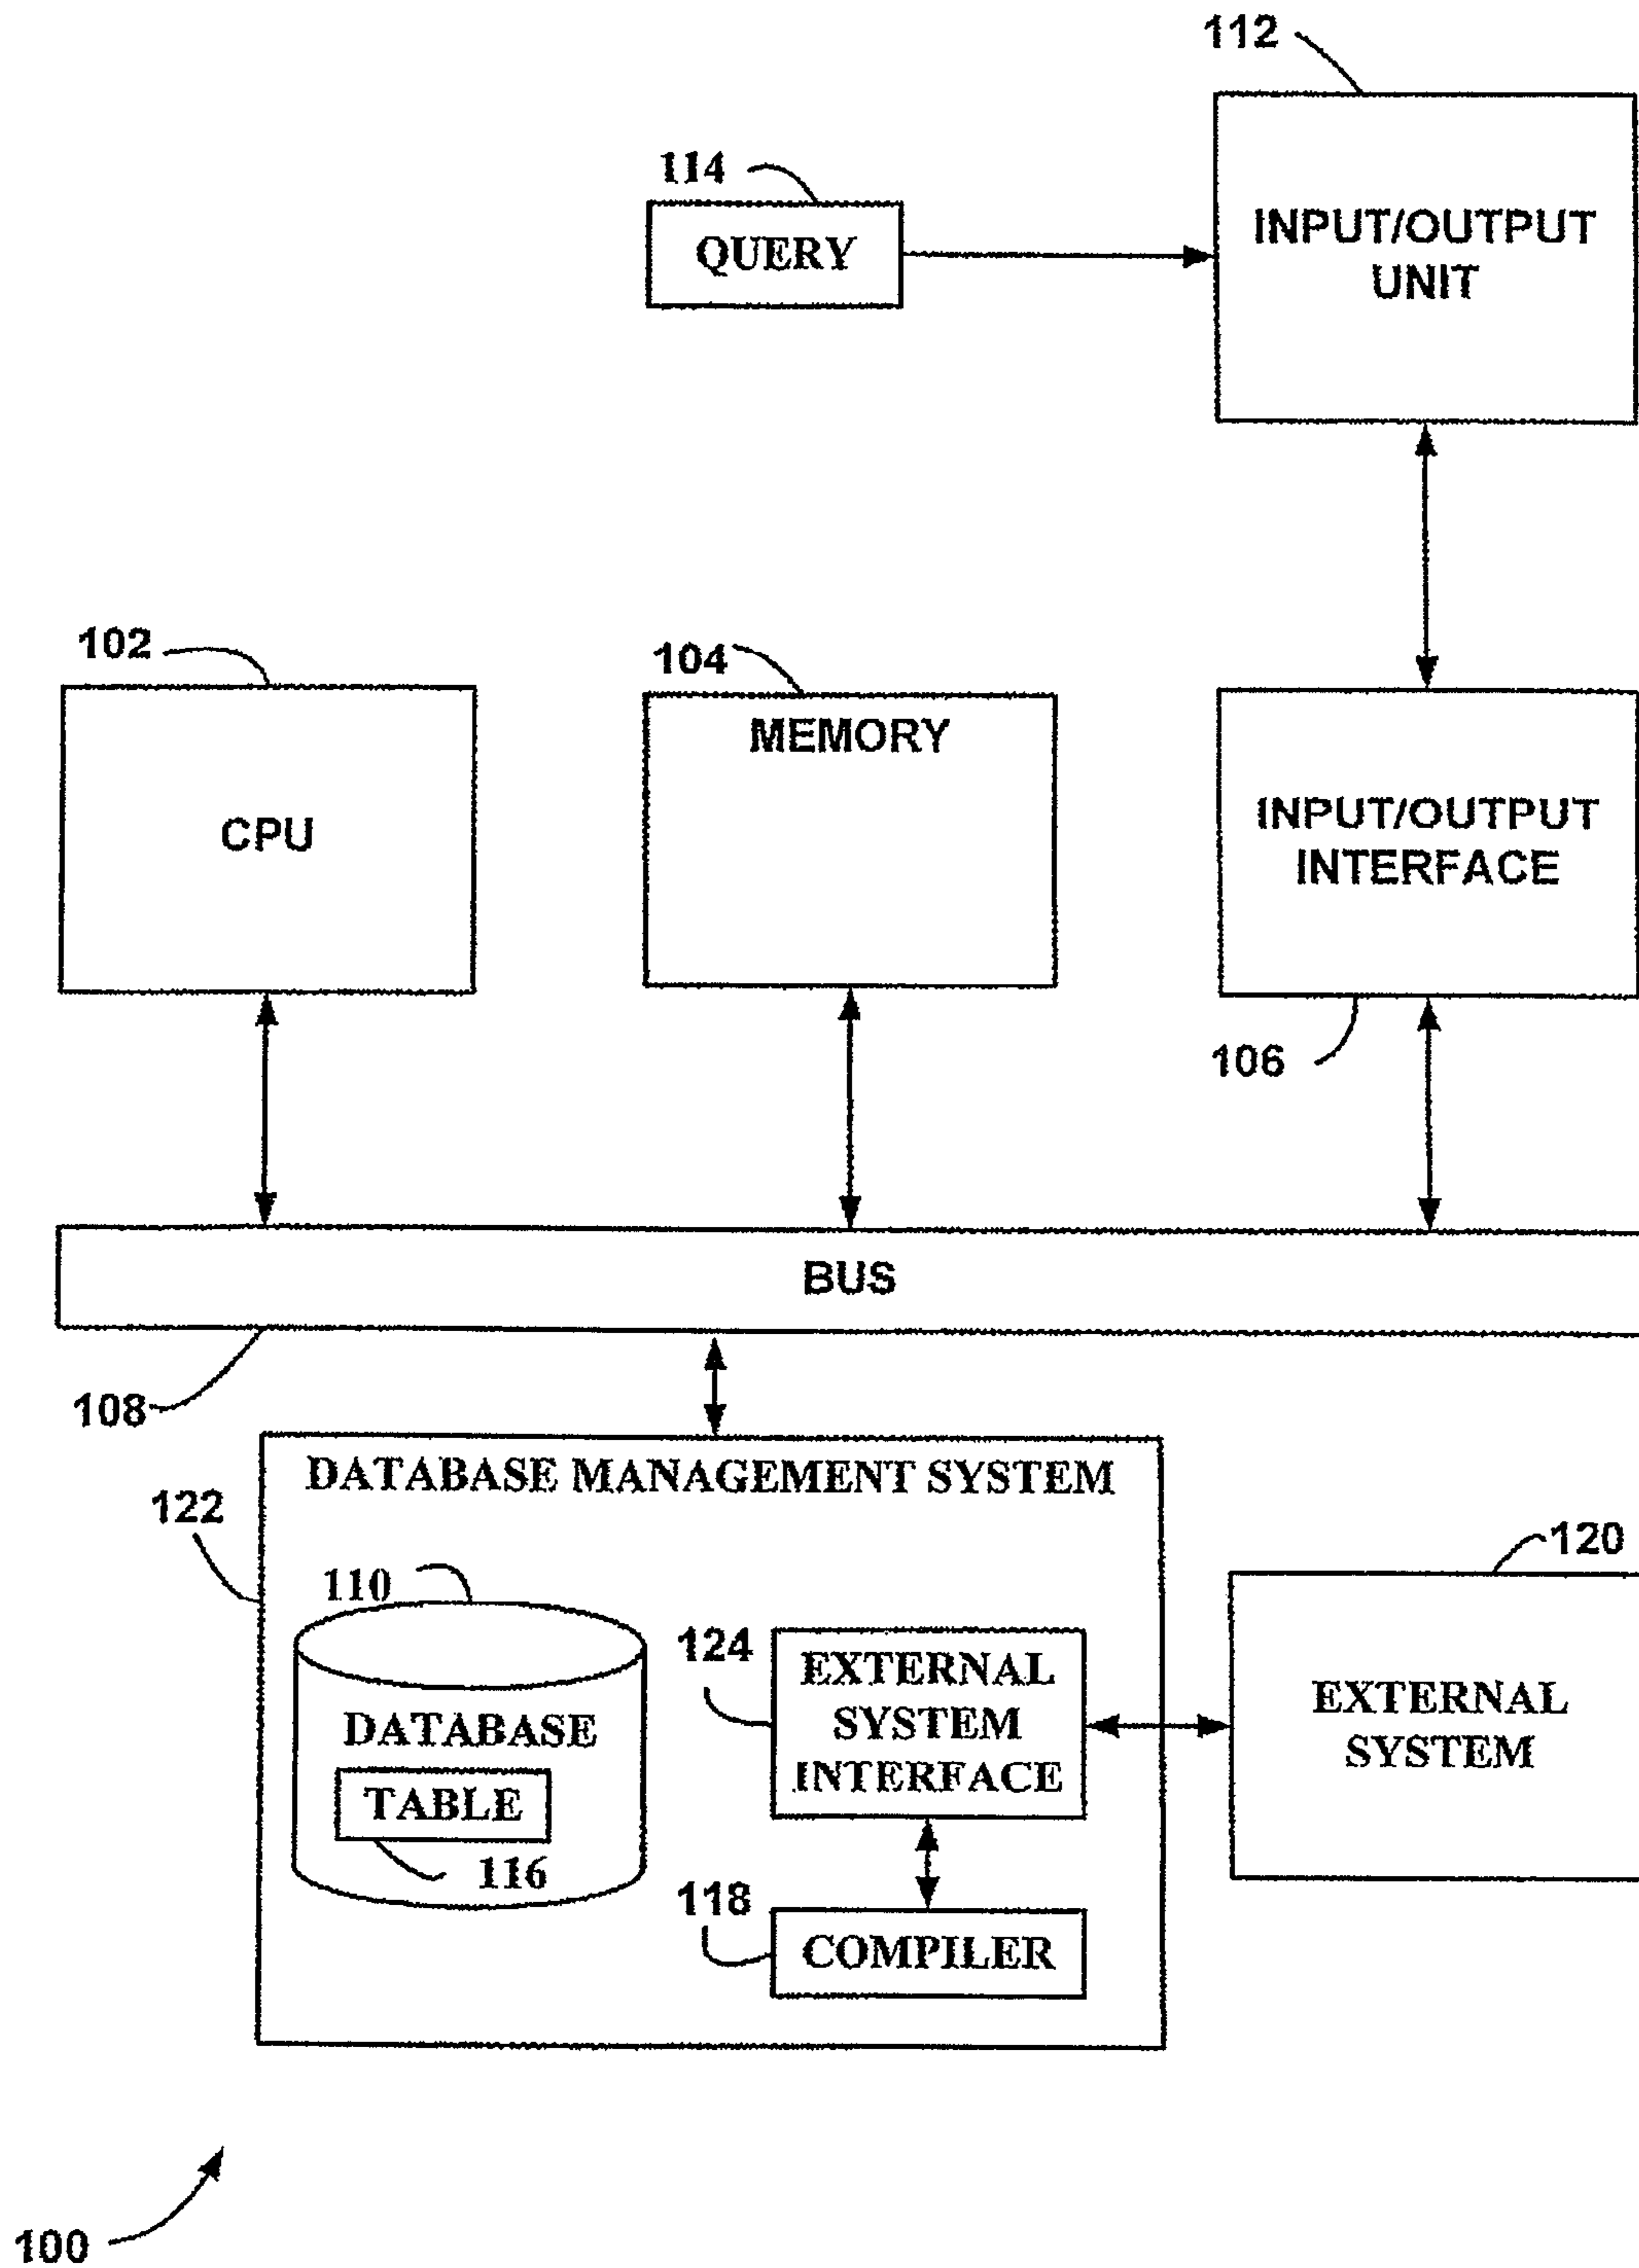 112
114
QUERY
INPUT/OUTPUT
UNIT
102
104
CPU
MEMORY
INPUT/OUTPUT
INTERFACE
106
BUS
108
DATABASE MANAGEMENT SYSTEM
122
110
DATABASE
TABLE
116
124
EXTERNAL
SYSTEM
INTERFACE
118
COMPILER
120
EXTERNAL
SYSTEM
100